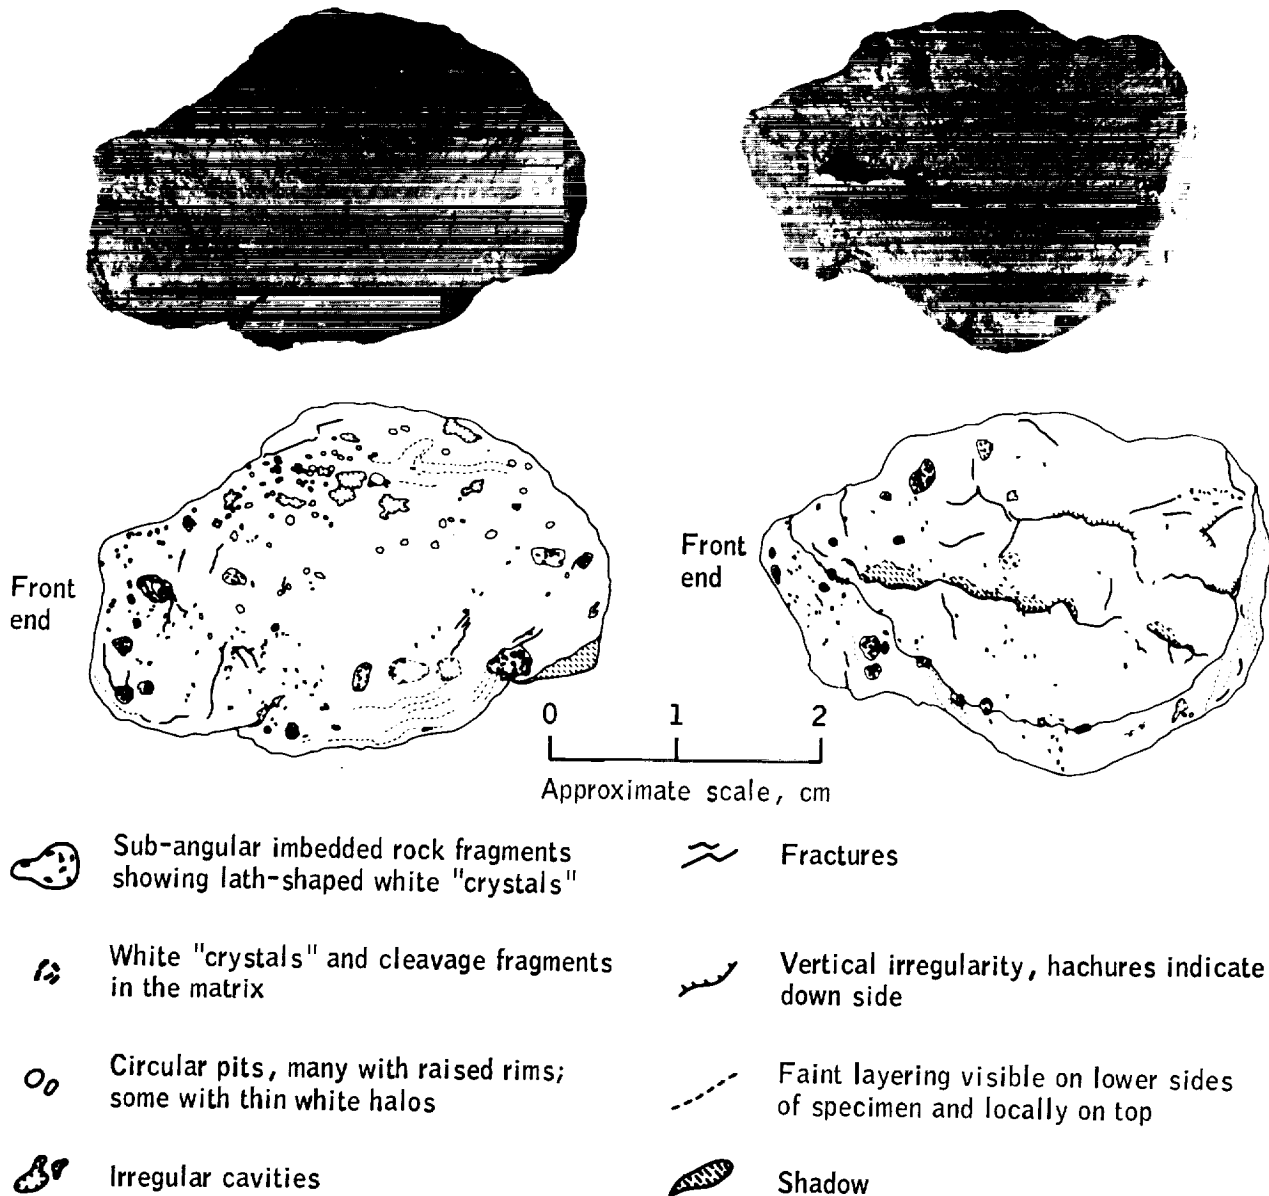 Front
end
Front
end
0 1 2
Approximate scale, cm
Sub-angular imbedded rock fragments
showing lath-shaped white "crystals"
White "crystals" and cleavage fragments
in the matrix
Circular pits, many with raised rims;
some with thin white halos
Irregular cavities
Fractures
Vertical irregularity, hachures indicate
down side
Faint layering visible on lower sides
of specimen and locally on top
Shadow